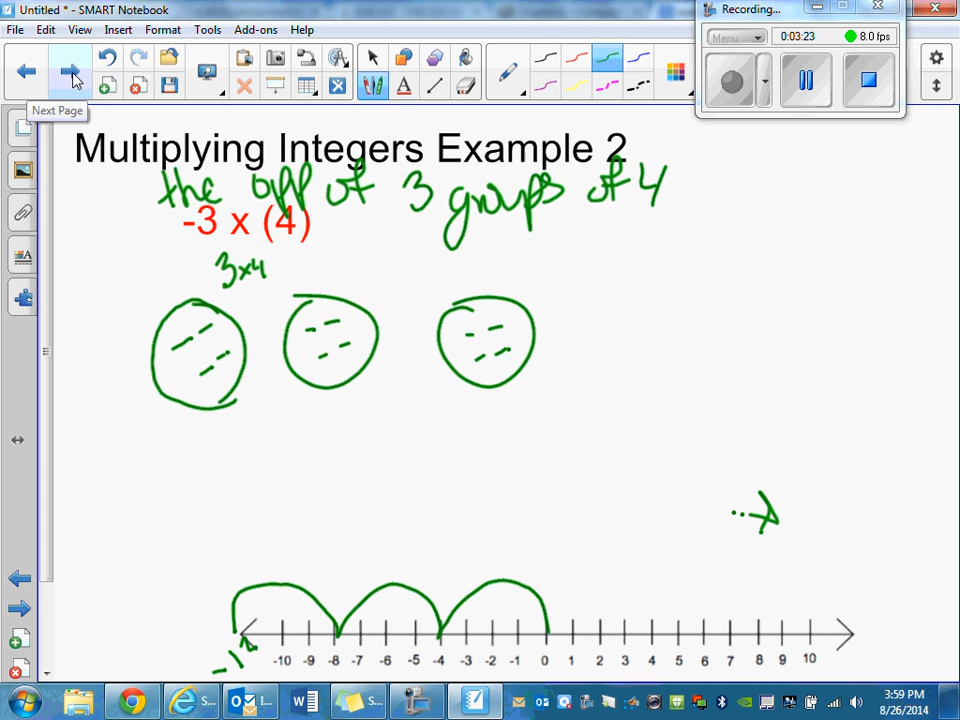 Untitled * - SMART Notebook
Recording...
File Edit View Insert Format Tools Add-ons Help
Menu 0:03:23 8.0 fps
Next Page
Multiplying Integers Example 2
the opp of 3 groups of 4
-3 x (4)
3x4
-12
-10 -9 -8 -7 -6 -5 -4 -3 -2 -1 0 1 2 3 4 5 6 7 8 9 10
S...
C...
S...
3:59 PM
8/26/2014